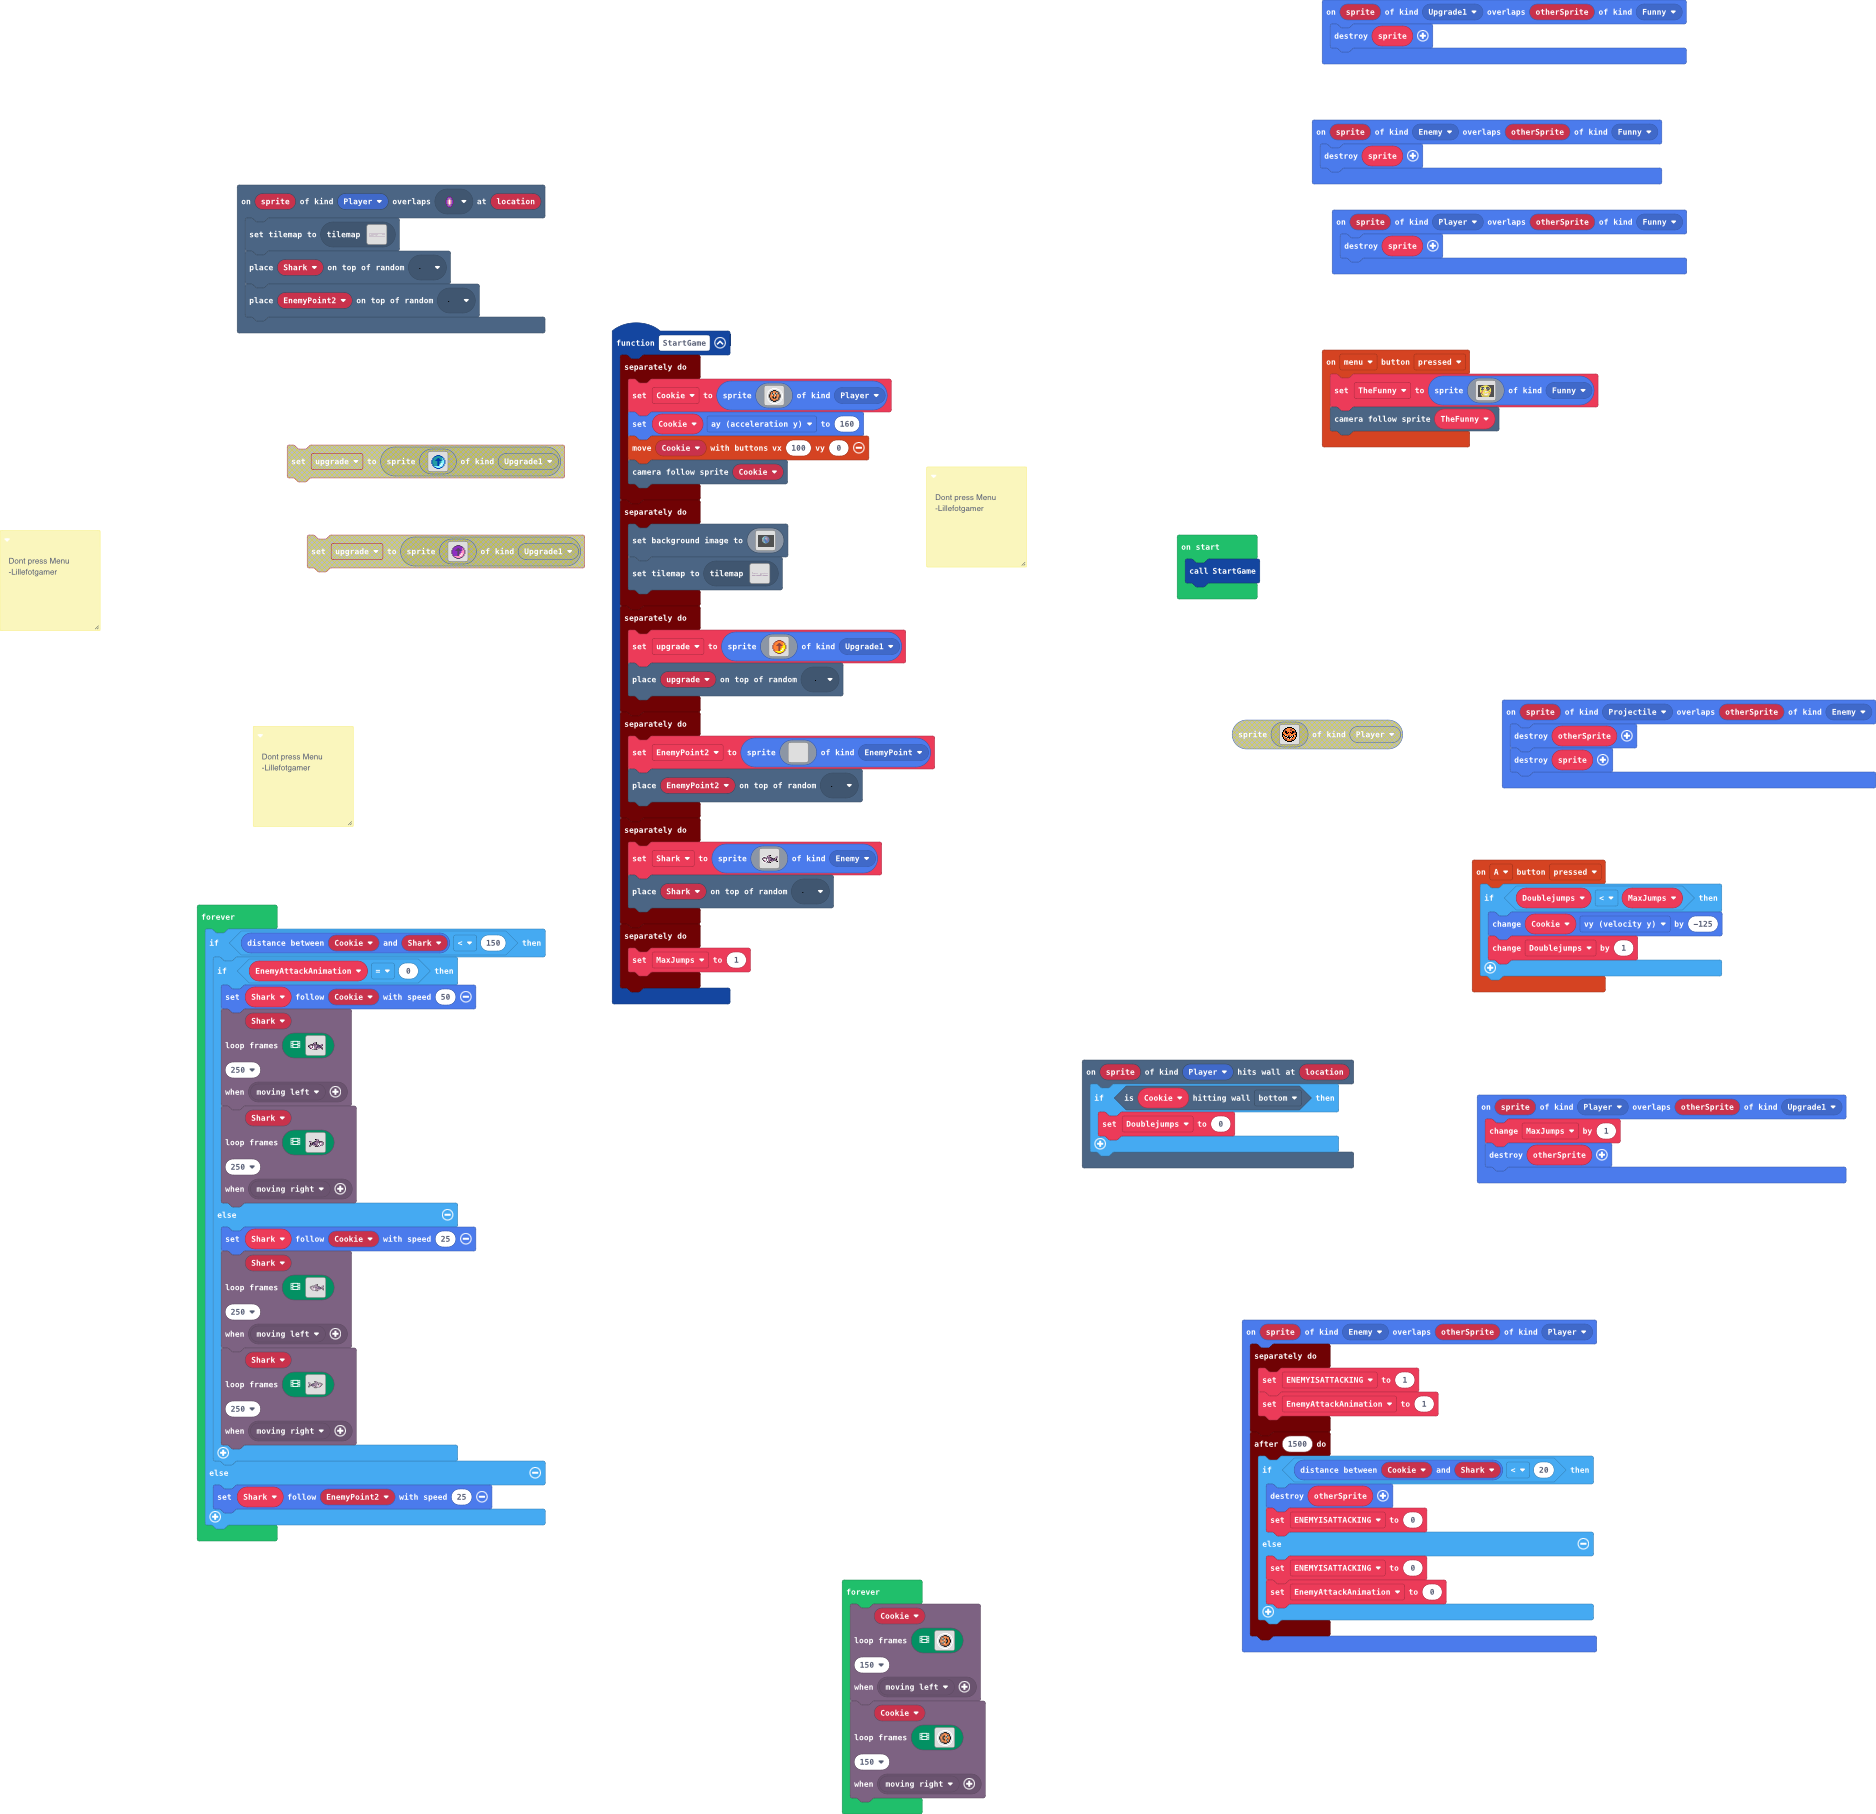 on sprite of kind Upgrade1 overlaps otherSprite of kind Funny
destroy sprite
on sprite of kind Enemy overlaps otherSprite of kind Funny
destroy sprite
on sprite of kind Player overlaps otherSprite of kind Funny
destroy sprite
on sprite of kind Player overlaps at location
set tilemap to tilemap
place Shark on top of random
place EnemyPoint2 on top of random
function StartGame
separately do
set Cookie to sprite of kind Player
set Cookie ay (acceleration y) to 160
move Cookie with buttons vx 100 vy 0
camera follow sprite Cookie
separately do
set background image to
set tilemap to tilemap
separately do
set upgrade to sprite of kind Upgrade1
place upgrade on top of random
separately do
set EnemyPoint2 to sprite of kind EnemyPoint
place EnemyPoint2 on top of random
separately do
set Shark to sprite of kind Enemy
place Shark on top of random
separately do
set MaxJumps to 1
on menu button pressed
set TheFunny to sprite of kind Funny
camera follow sprite TheFunny
set upgrade to sprite of kind Upgrade1
set upgrade to sprite of kind Upgrade1
Dont press Menu
-Lillefotgamer
Dont press Menu
-Lillefotgamer
Dont press Menu
-Lillefotgamer
on start
call StartGame
sprite of kind Player
on sprite of kind Projectile overlaps otherSprite of kind Enemy
destroy otherSprite
destroy sprite
on A button pressed
if Doublejumps < MaxJumps then
change Cookie vy (velocity y) by -125
change Doublejumps by 1
on sprite of kind Player hits wall at location
if is Cookie hitting wall bottom then
set Doublejumps to 0
on sprite of kind Player overlaps otherSprite of kind Upgrade1
change MaxJumps by 1
destroy otherSprite
forever
if distance between Cookie and Shark < 150 then
if EnemyAttackAnimation = 0 then
set Shark follow Cookie with speed 50
Shark
loop frames
250
when moving left
Shark
loop frames
250
when moving right
else
set Shark follow Cookie with speed 25
Shark
loop frames
250
when moving left
Shark
loop frames
250
when moving right
else
set Shark follow EnemyPoint2 with speed 25
on sprite of kind Enemy overlaps otherSprite of kind Player
separately do
set ENEMYISATTACKING to 1
set EnemyAttackAnimation to 1
after 1500 do
if distance between Cookie and Shark < 20 then
destroy otherSprite
set ENEMYISATTACKING to 0
else
set ENEMYISATTACKING to 0
set EnemyAttackAnimation to 0
forever
Cookie
loop frames
150
when moving left
Cookie
loop frames
150
when moving right